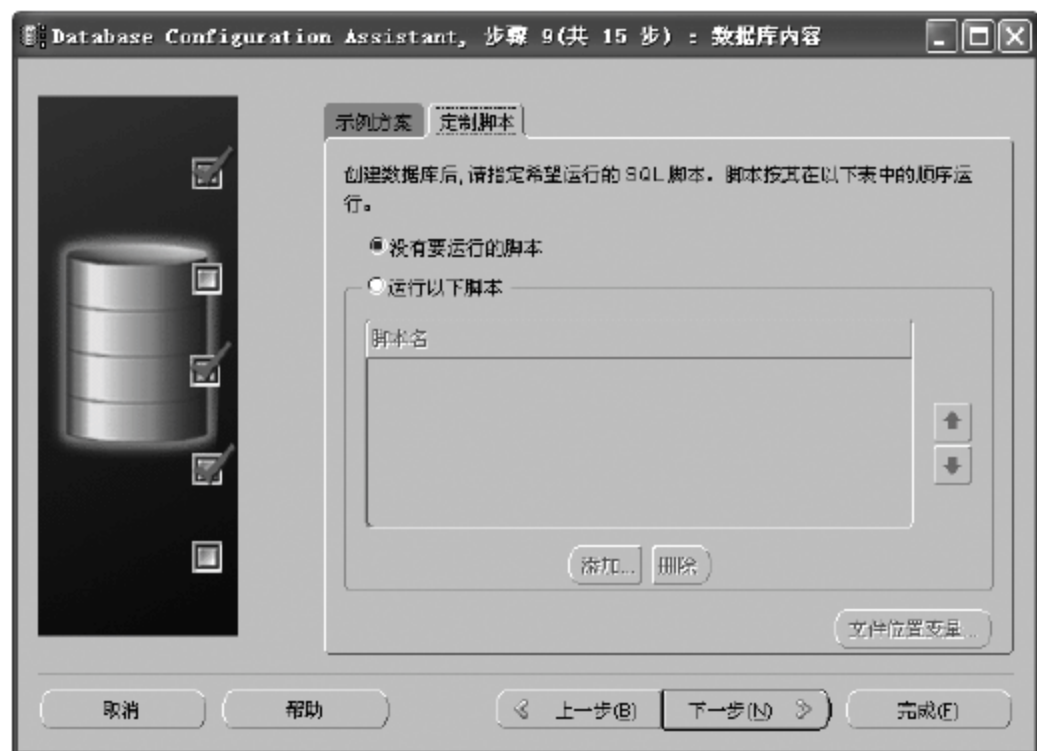 Database Configuration Assistant, 步骤 9(共 15 步) : 数据库内容
示例方案 定制脚本
创建数据库后, 请指定希望运行的 SQL 脚本。脚本按其在以下表中的顺序运
行。
没有要运行的脚本
运行以下脚本
脚本名
添加... 删除
文件位置变量...
取消 帮助 上一步(B) 下一步(N) 完成(F)